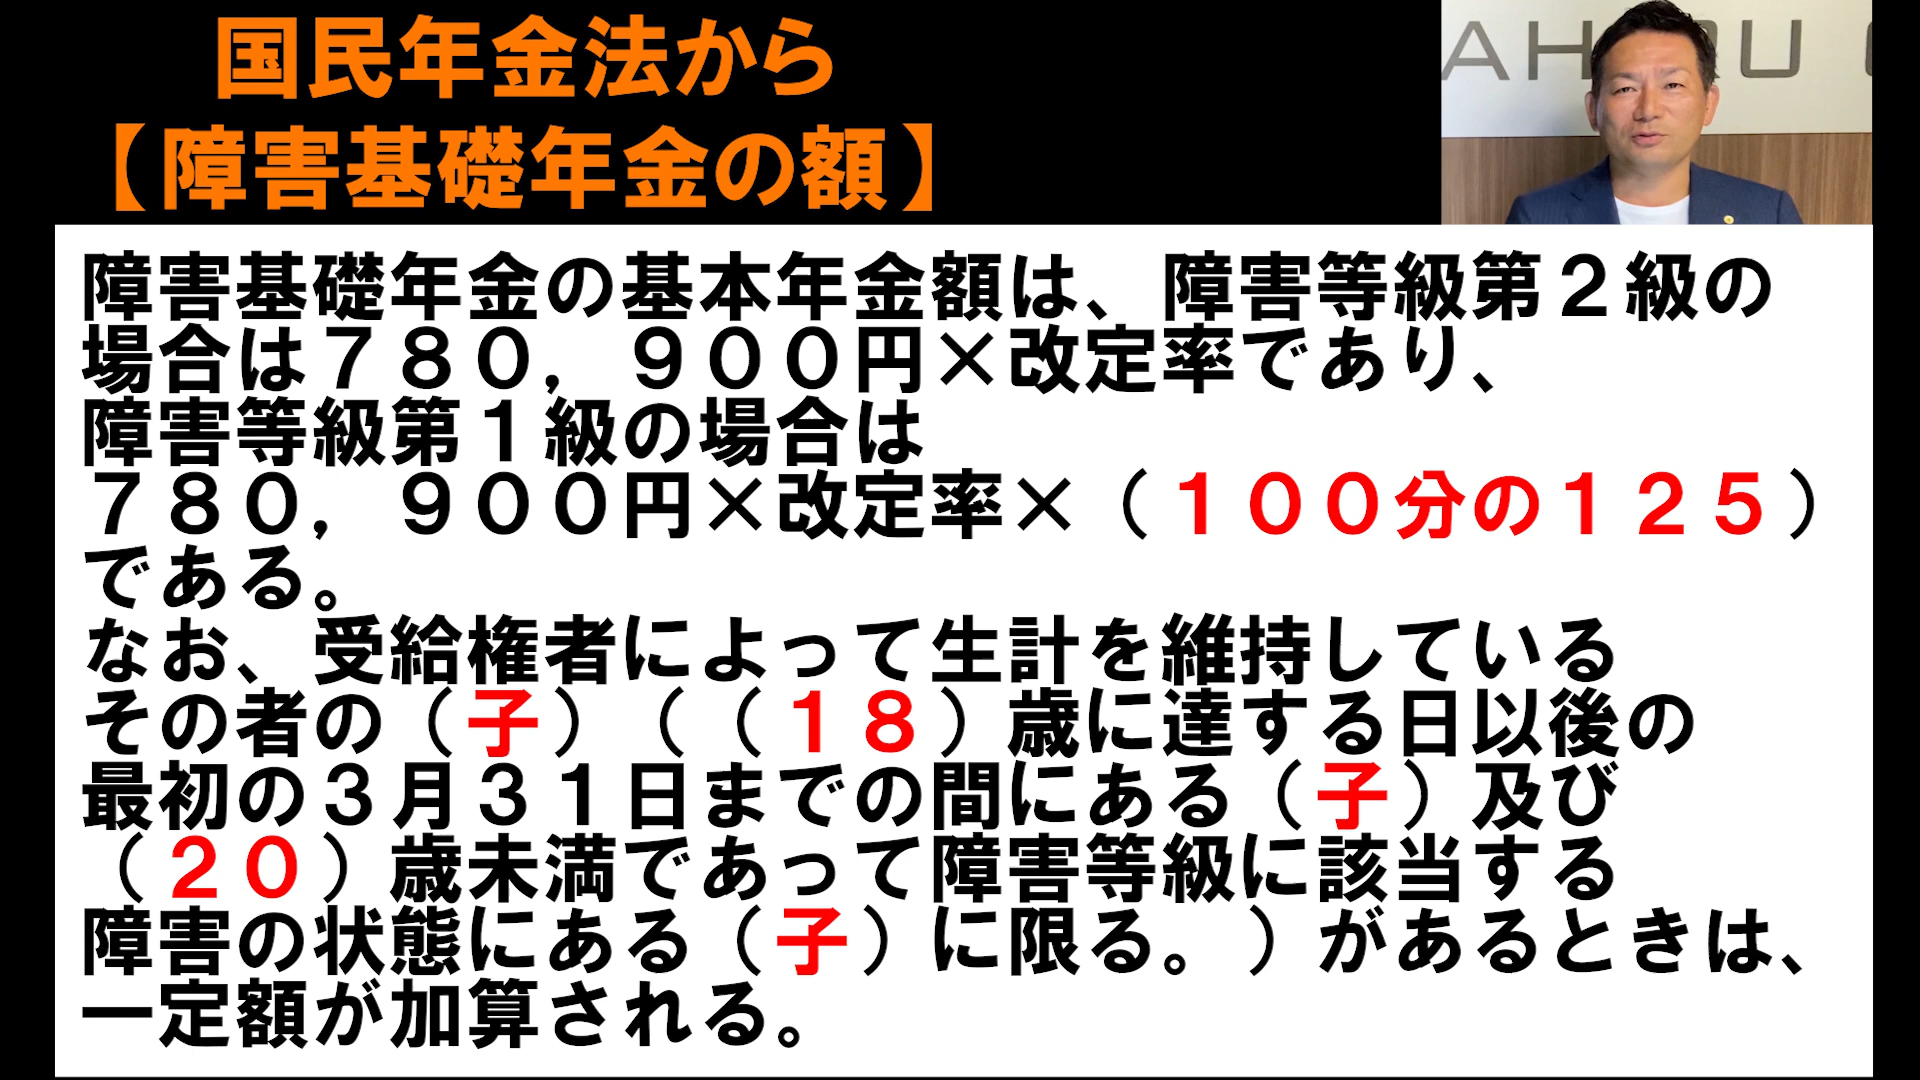 国民年金法から
【障害基礎年金の額】
AHARU
障害基礎年金の基本年金額は、障害等級第２級の
場合は７８０，９００円×改定率であり、
障害等級第１級の場合は
７８０，９００円×改定率×（１００分の１２５）
である。
なお、受給権者によって生計を維持している
その者の（子）（（１８）歳に達する日以後の
最初の３月３１日までの間にある（子）及び
（２０）歳未満であって障害等級に該当する
障害の状態にある（子）に限る。）があるときは、
一定額が加算される。